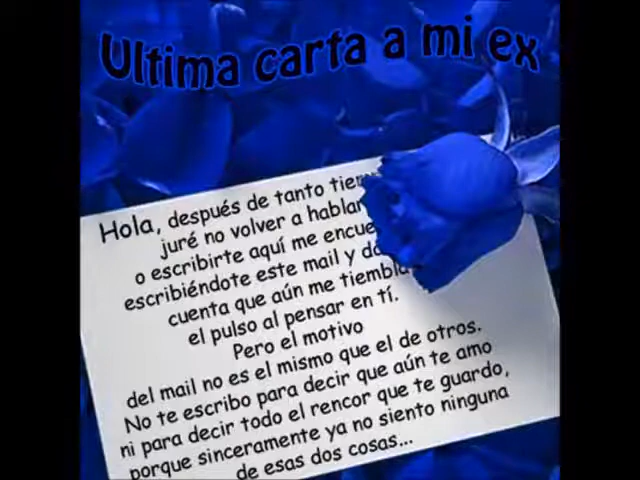 Ultima carta a mi ex
Hola, después de tanto
juré no volver a hablar
o escribirte aquí me
escribiéndote este mail y
cuenta que aún me
el pulso al pensar en tí.
Pero el motivo
del mail no es el mismo que el de otros.
No te escribo para decir que aún te amo
ni para decir todo el rencor que te guardo,
porque sinceramente ya no siento ninguna
de esas dos cosas...